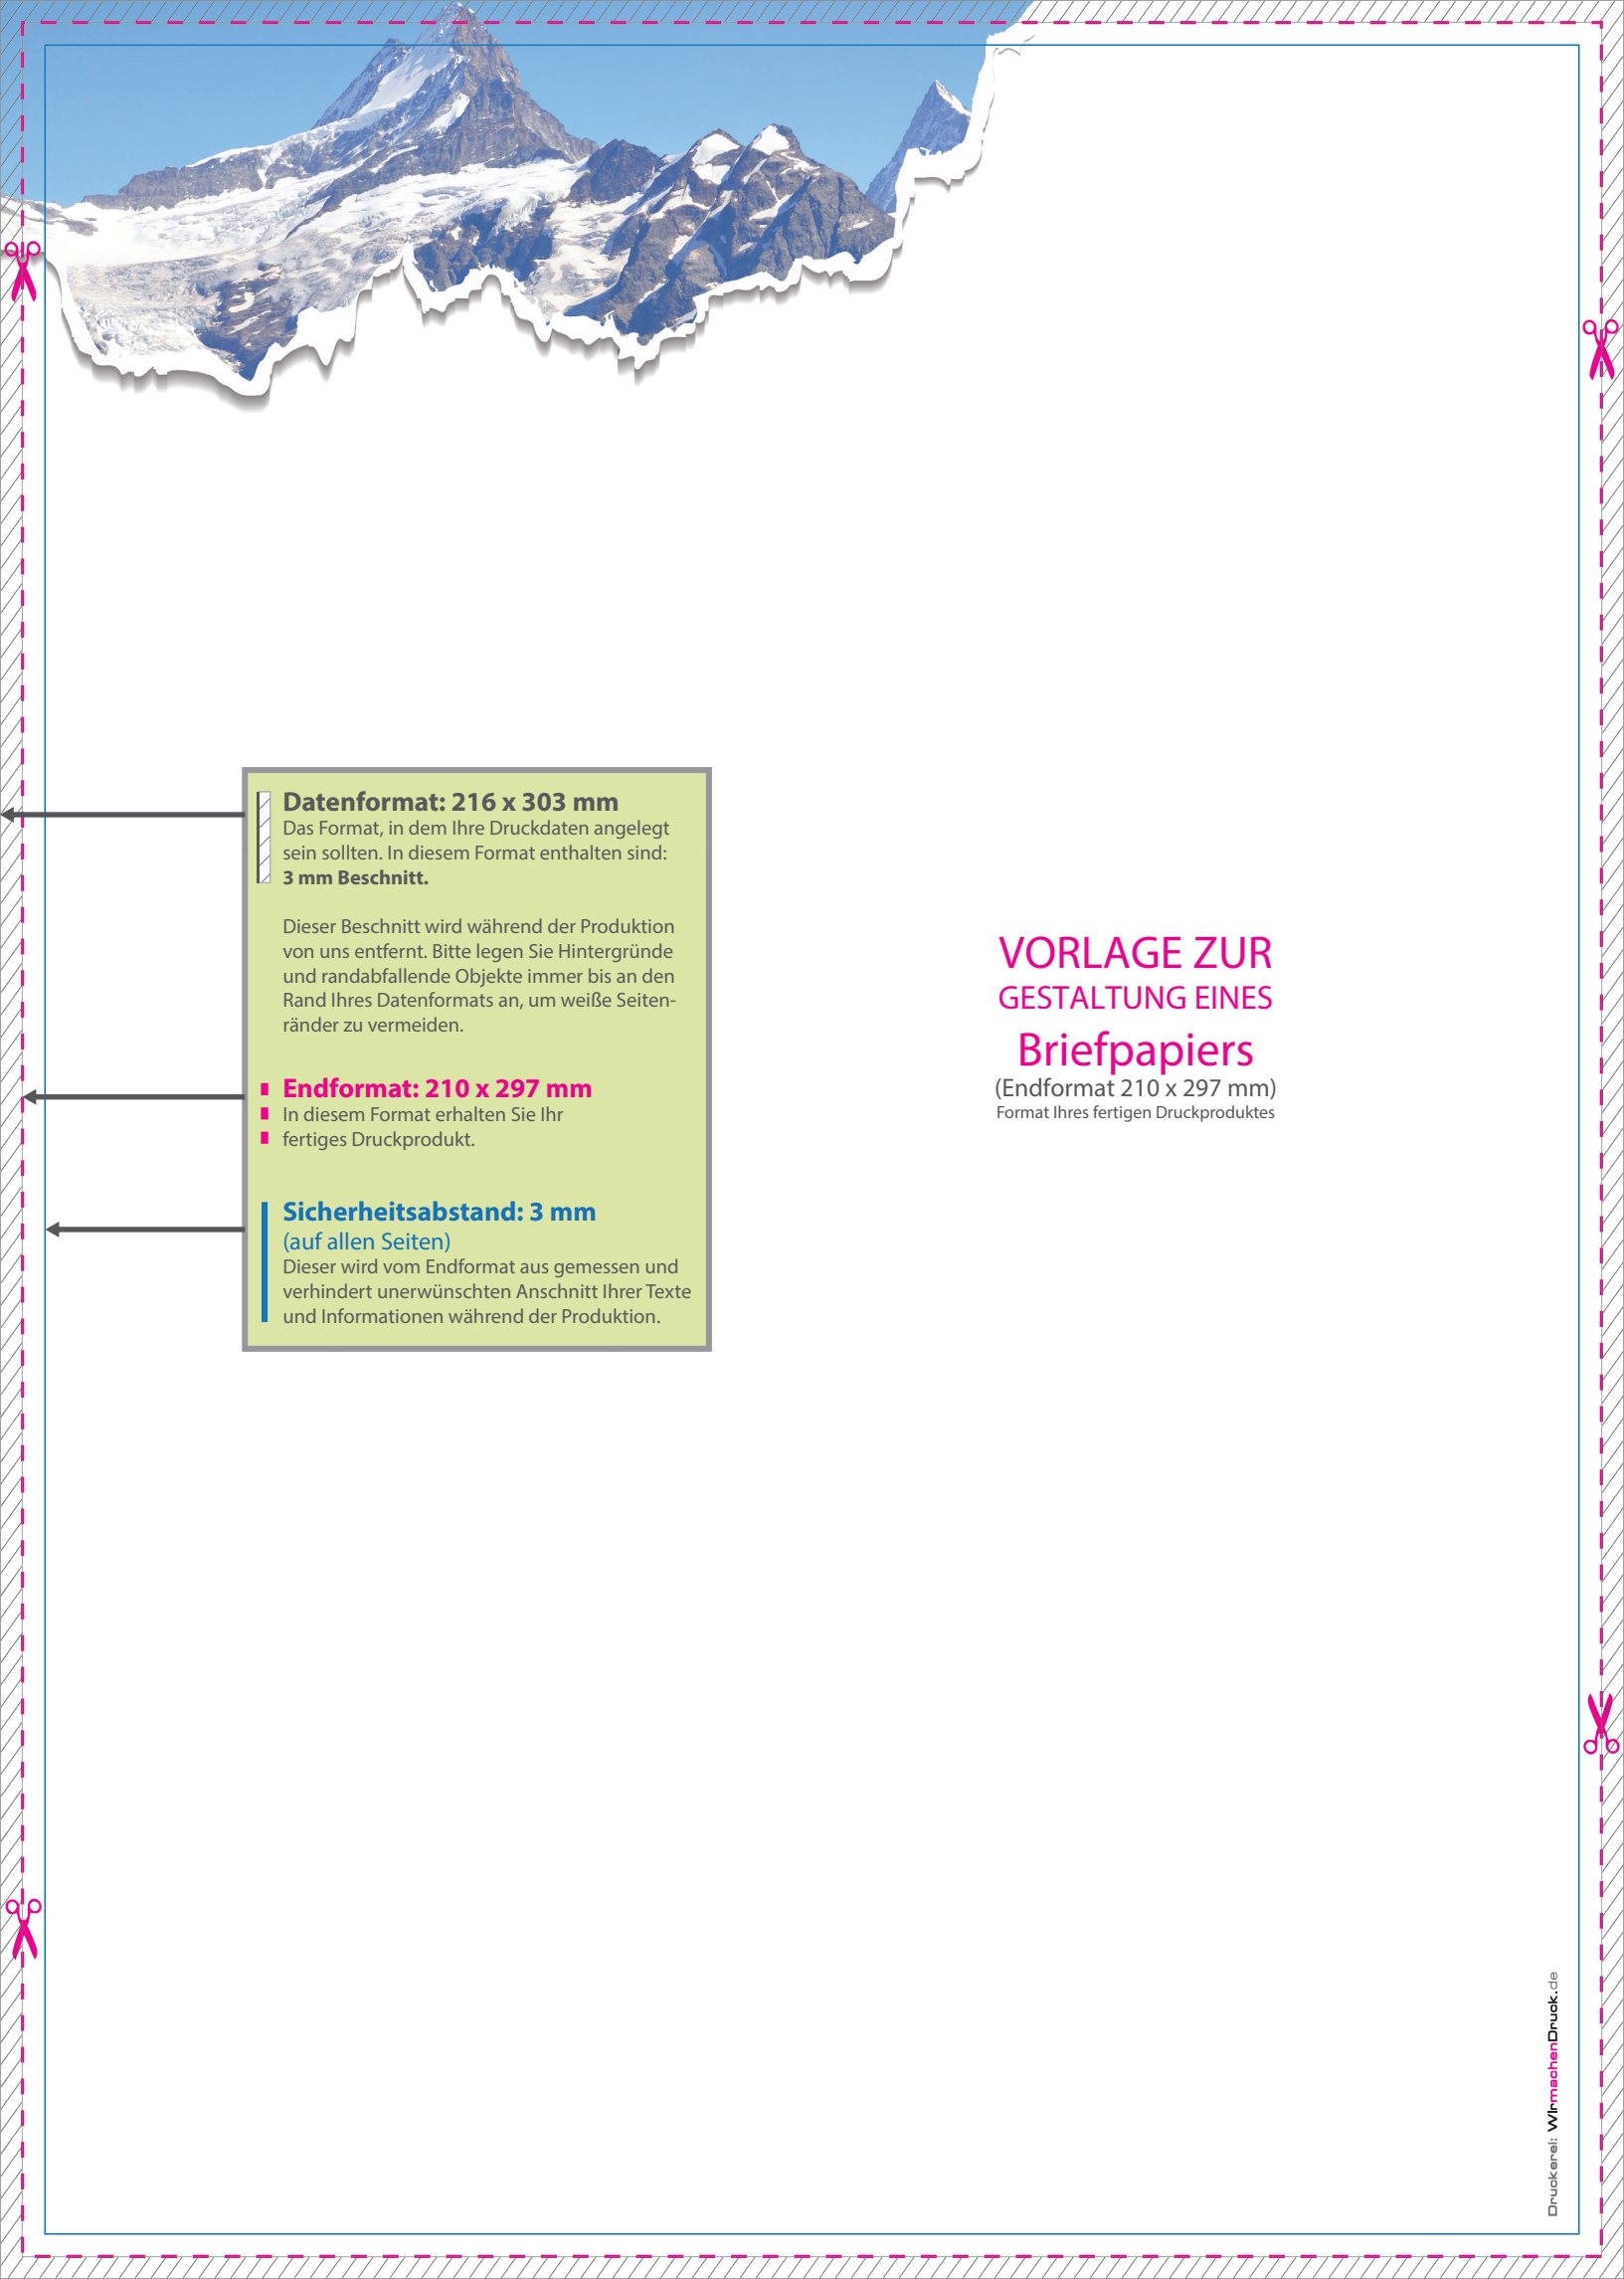 Datenformat: 216 x 303 mm
Das Format, in dem Ihre Druckdaten angelegt
sein sollten. In diesem Format enthalten sind:
3 mm Beschnitt.
Dieser Beschnitt wird während der Produktion
von uns entfernt. Bitte legen Sie Hintergründe
und randabfallende Objekte immer bis an den
Rand Ihres Datenformats an, um weiße Seiten-
ränder zu vermeiden.
Endformat: 210 x 297 mm
In diesem Format erhalten Sie Ihr
fertiges Druckprodukt.
Sicherheitsabstand: 3 mm
(auf allen Seiten)
Dieser wird vom Endformat aus gemessen und
verhindert unerwünschten Anschnitt Ihrer Texte
und Informationen während der Produktion.
VORLAGE ZUR
GESTALTUNG EINES
Briefpapiers
(Endformat 210 x 297 mm)
Format Ihres fertigen Druckproduktes
Druckerei: WirmachenDruck.de